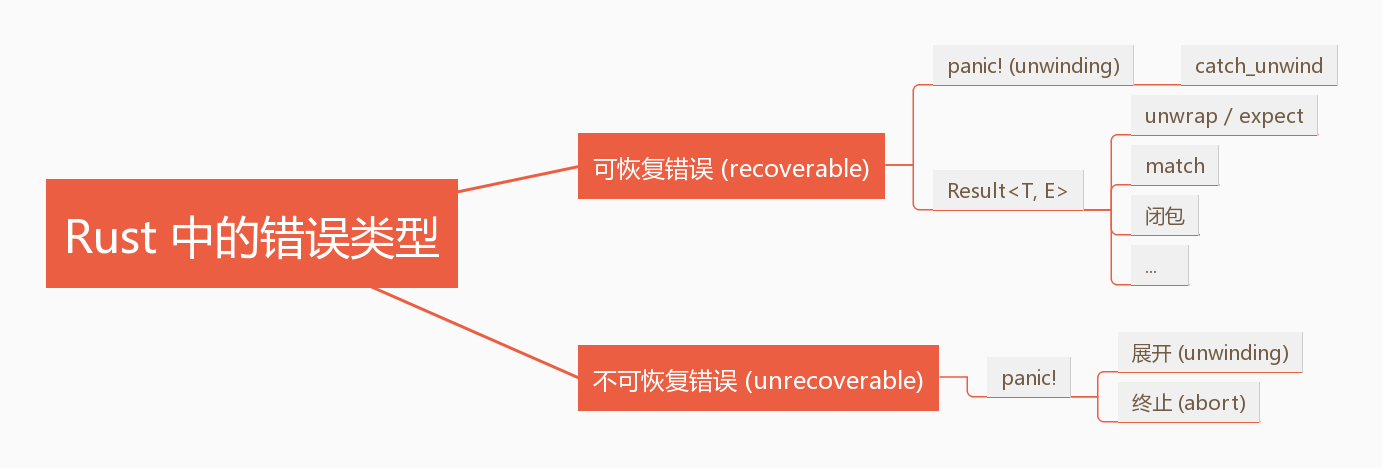 Rust 中的错误类型
可恢复错误 (recoverable)
panic! (unwinding)
catch_unwind
Result<T, E>
unwrap / expect
match
闭包
...
不可恢复错误 (unrecoverable)
panic!
展开 (unwinding)
终止 (abort)